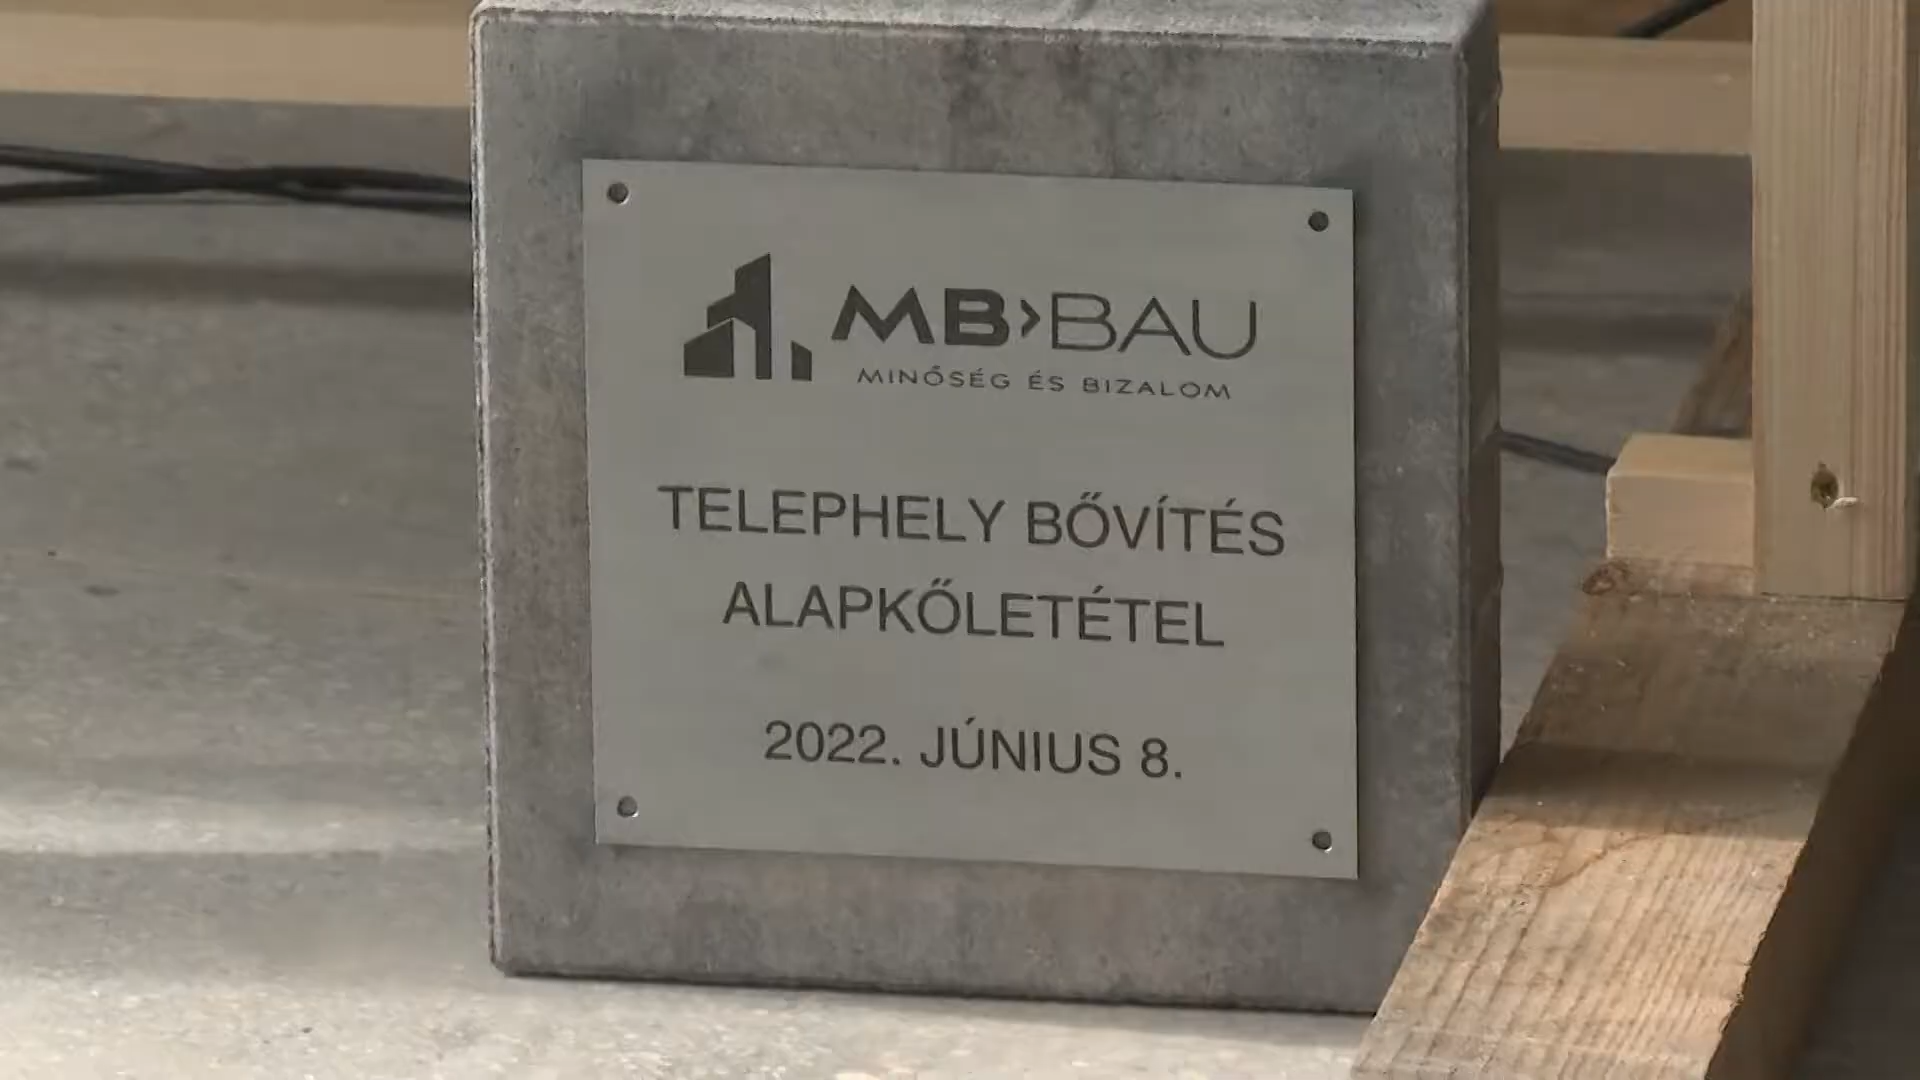 MB>BAU
MINŐSÉG ÉS BIZALOM
TELEPHELY BŐVÍTÉS
ALAPKŐLETÉTEL
2022. JÚNIUS 8.